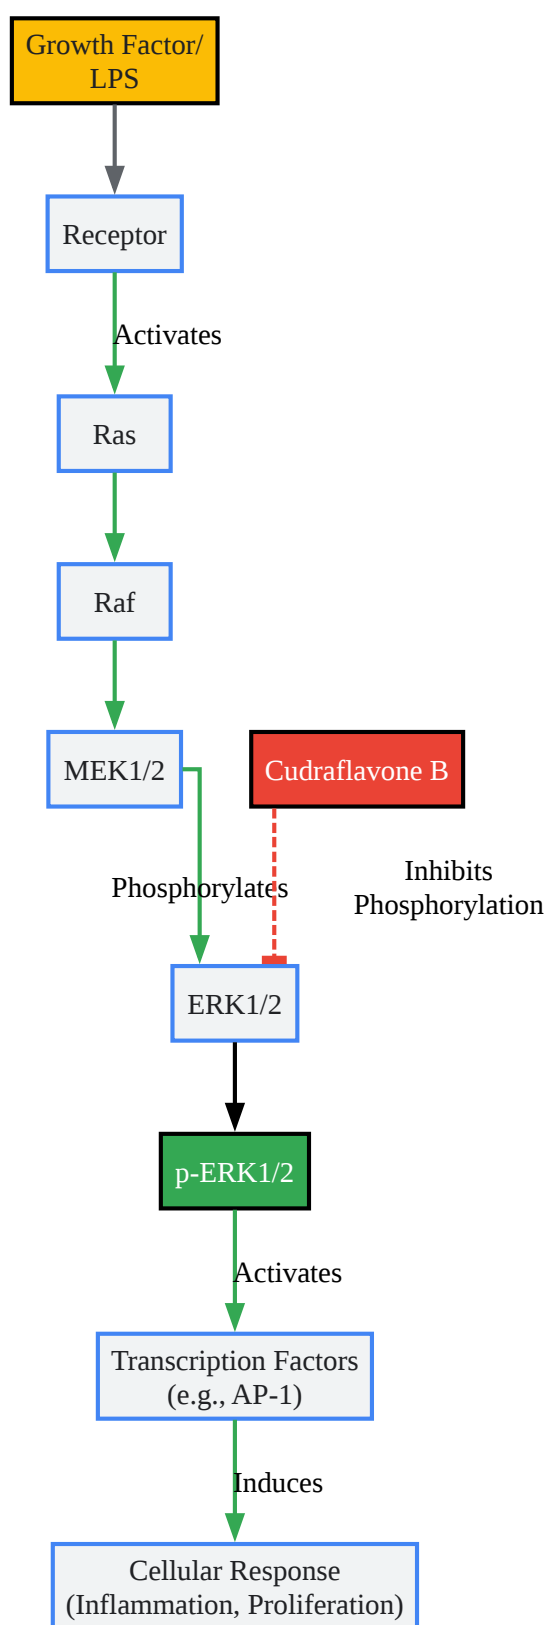 Growth Factor/
LPS
Receptor
Activates
Ras
Raf
MEK1/2
Cudraflavone B
Phosphorylates
Inhibits
Phosphorylation
ERK1/2
p-ERK1/2
Activates
Transcription Factors
(e.g., AP-1)
Induces
Cellular Response
(Inflammation, Proliferation)